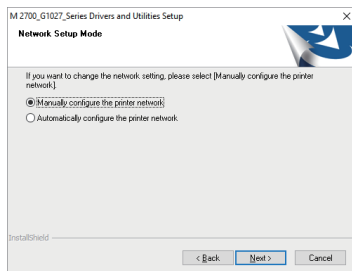 M 2700_G1027_Series Drivers and Utilities Setup
Network Setup Mode
If you want to change the network setting, please select [Manually configure the printer
network].
Manually configure the printer network
Automatically configure the printer network
InstallShield
< Back
Next >
Cancel